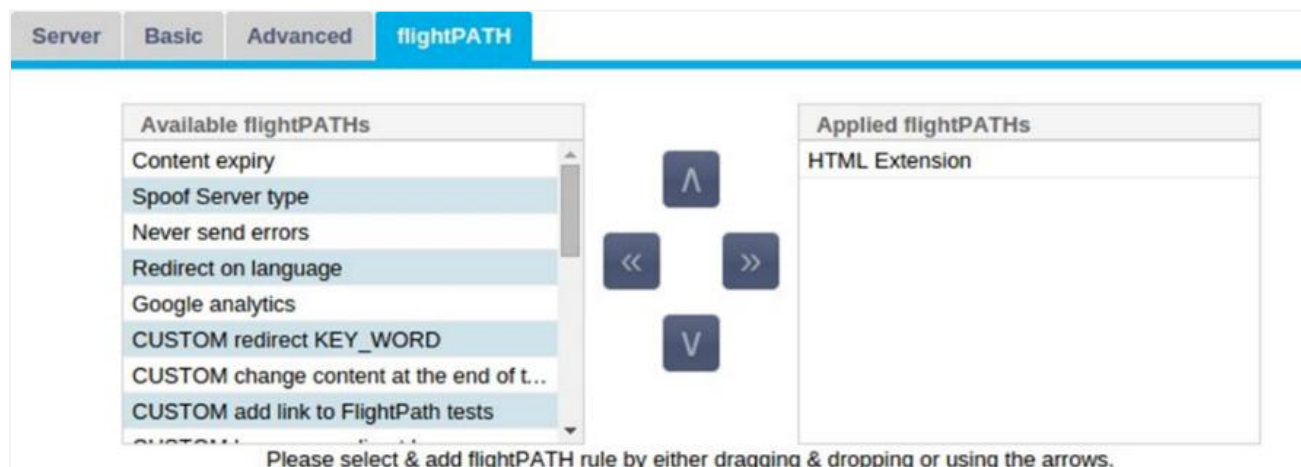 Server Basic Advanced flightPATH
Available flightPATHs
Content expiry
Spoof Server type
Never send errors
Redirect on language
Google analytics
CUSTOM redirect KEY_WORD
CUSTOM change content at the end of t...
CUSTOM add link to FlightPath tests
CUSTOM
Applied flightPATHs
HTML Extension
Please select & add flightPATH rule by either dragging & dropping or using the arrows.